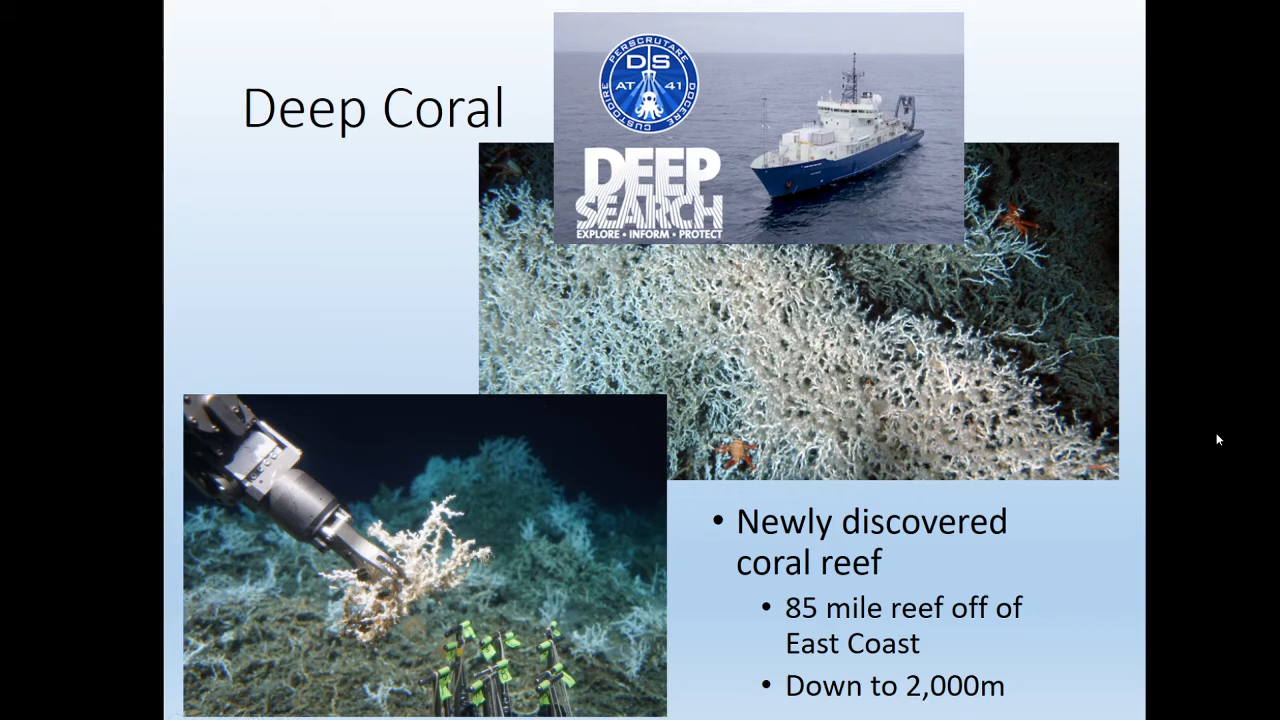 Deep Coral
PERSCRUTARE
DOCERE
CUSTODIRE
D S
AT 41
DEEP
SEARCH
EXPLORE • INFORM • PROTECT
• Newly discovered
coral reef
• 85 mile reef off of
East Coast
• Down to 2,000m